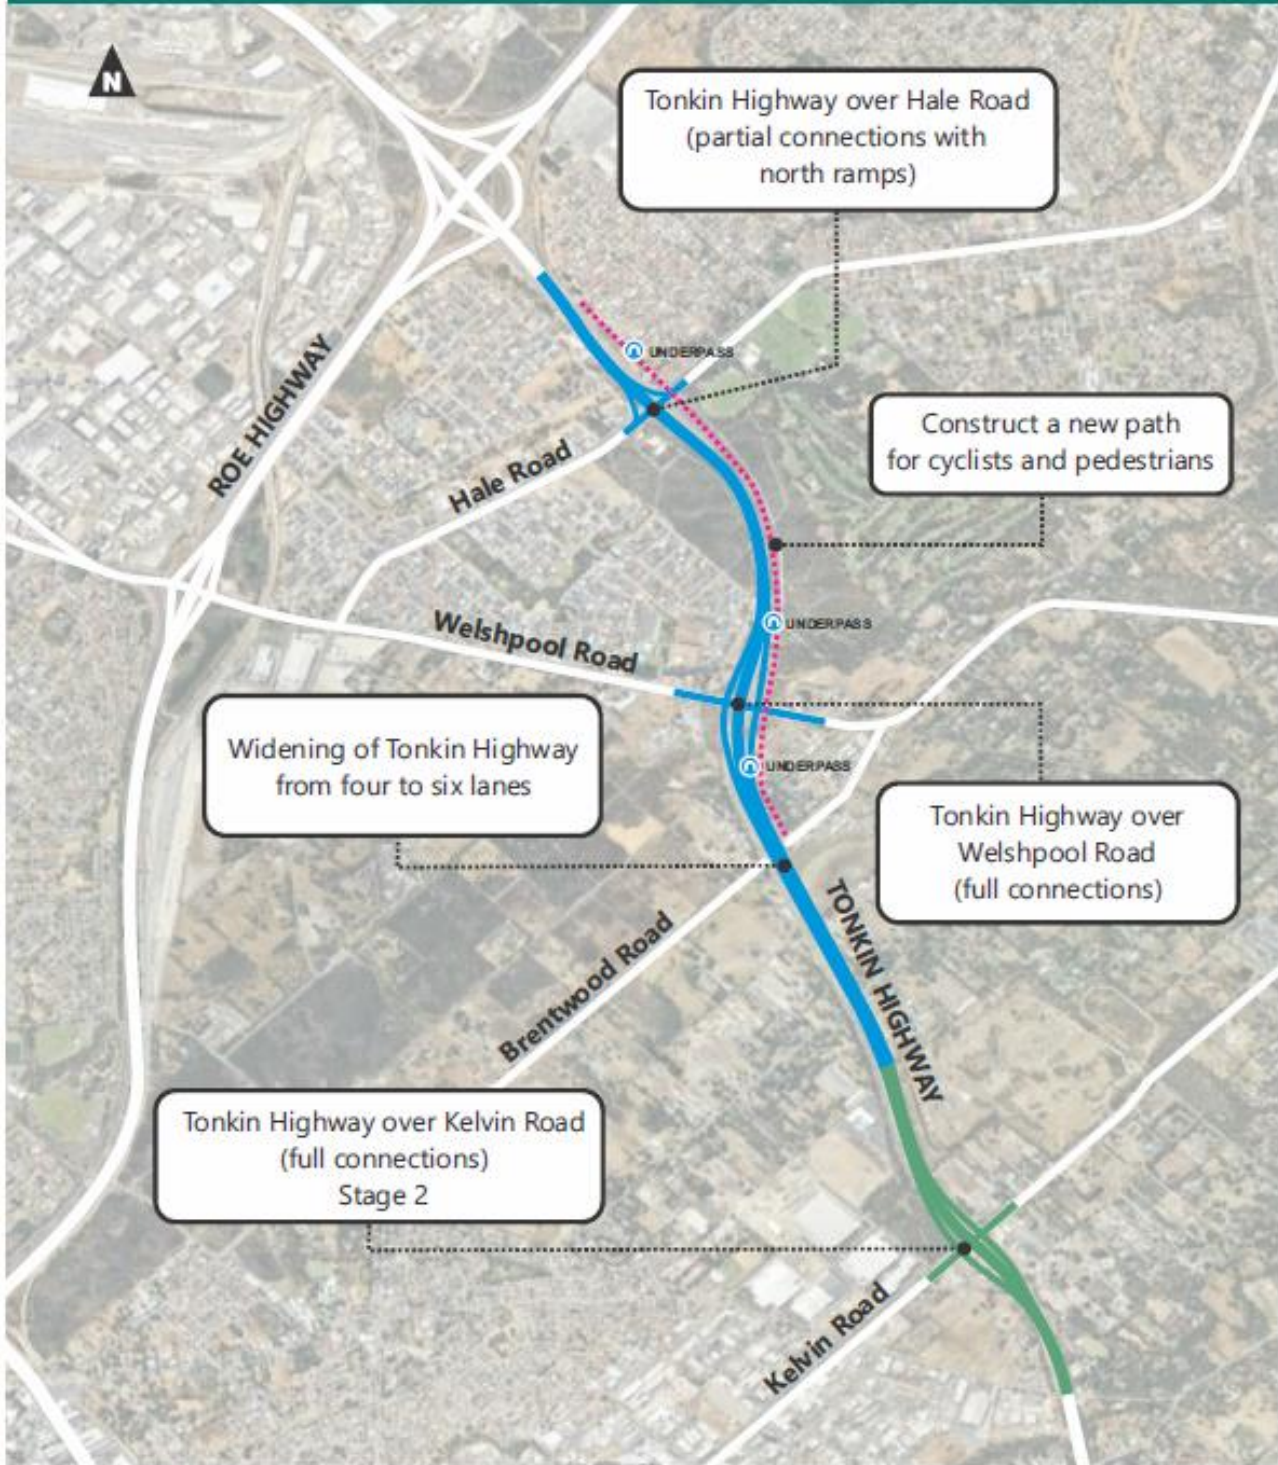 N
Tonkin Highway over Hale Road
(partial connections with
north ramps)
UNDERPASS
Construct a new path
for cyclists and pedestrians
ROE HIGHWAY
Hale Road
UNDERPASS
Welshpool Road
Widening of Tonkin Highway
from four to six lanes
UNDERPASS
Tonkin Highway over
Welshpool Road
(full connections)
TONKIN HIGHWAY
Brentwood Road
Tonkin Highway over Kelvin Road
(full connections)
Stage 2
Kelvin Road